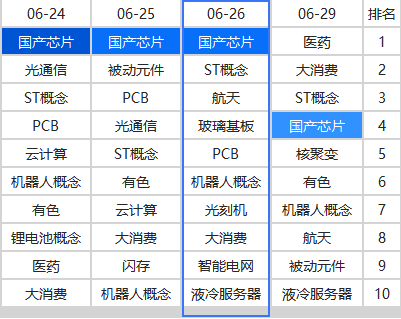 06-24 06-25 06-26 06-29 排名
国产芯片 国产芯片 国产芯片 医药 1
光通信 被动元件 ST概念 大消费 2
ST概念 PCB 航天 ST概念 3
PCB 光通信 玻璃基板 国产芯片 4
云计算 ST概念 PCB 核聚变 5
机器人概念 有色 机器人概念 有色 6
有色 云计算 光刻机 机器人概念 7
锂电池概念 大消费 大消费 航天 8
医药 闪存 智能电网 被动元件 9
大消费 机器人概念 液冷服务器 液冷服务器 10